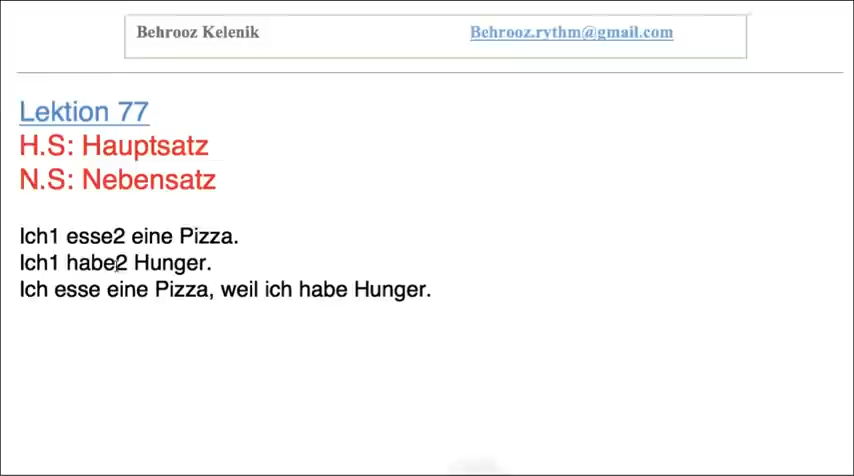 Behrooz Kelenik Behrooz.rythm@gmail.com
Lektion 77
H.S: Hauptsatz
N.S: Nebensatz
Ich1 esse2 eine Pizza.
Ich1 habe2 Hunger.
Ich esse eine Pizza, weil ich habe Hunger.